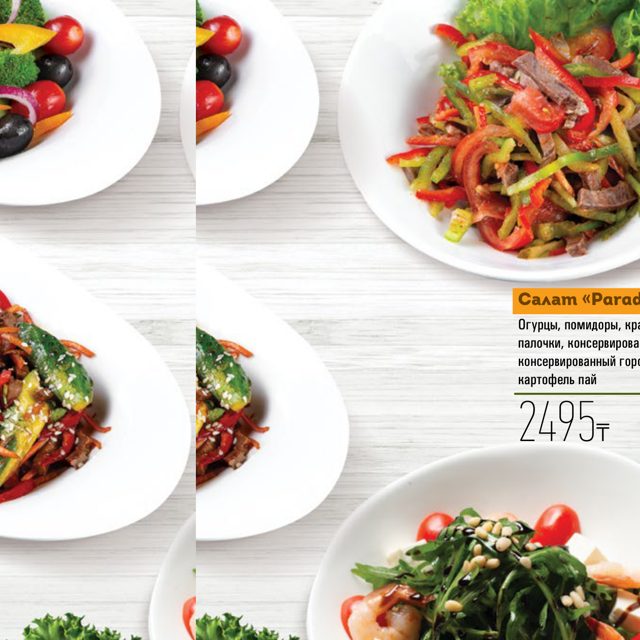 Салат «Parad
Огурцы, помидоры, кра
палочки, консервирова
консервированный горо
картофель пай
2495₸